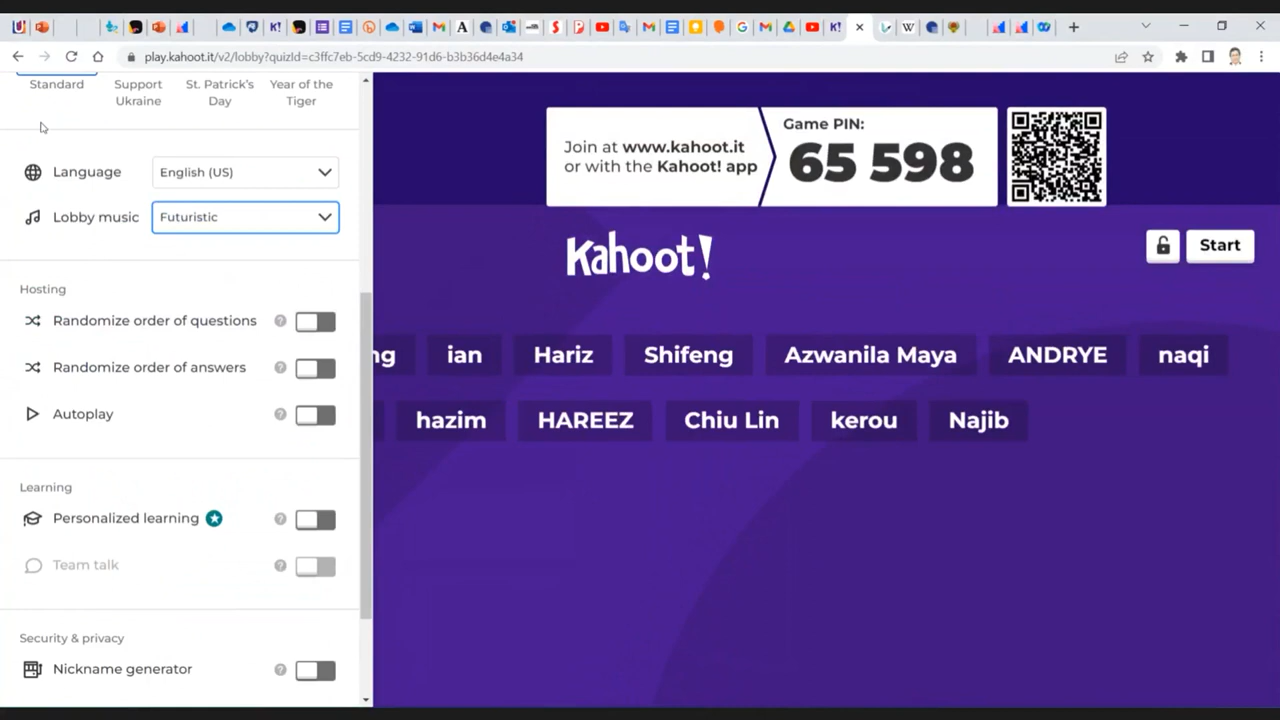 play.kahoot.it/v2/lobby?quizId=c3ffc7eb-5cd9-4232-91d6-b3b36d4e4a34
Standard
Support
Ukraine
St. Patrick's
Day
Year of the
Tiger
Language
English (US)
Lobby music
Futuristic
Hosting
Randomize order of questions
Randomize order of answers
Autoplay
Learning
Personalized learning
Team talk
Security & privacy
Nickname generator
Join at www.kahoot.it
or with the Kahoot! app
Game PIN:
65 598
Kahoot!
Start
ng ian Hariz Shifeng Azwanila Maya ANDRYE naqi
hazim HAREEZ Chiu Lin kerou Najib